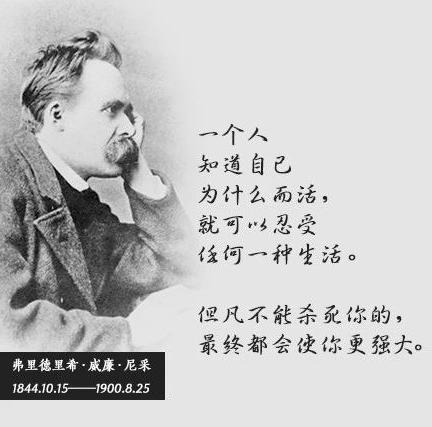 一个人
知道自己
为什么而活，
就可以忍受
任何一种生活。
但凡不能杀死你的，
最终都会使你更强大。
弗里德里希·威廉·尼采
1844.10.15——1900.8.25